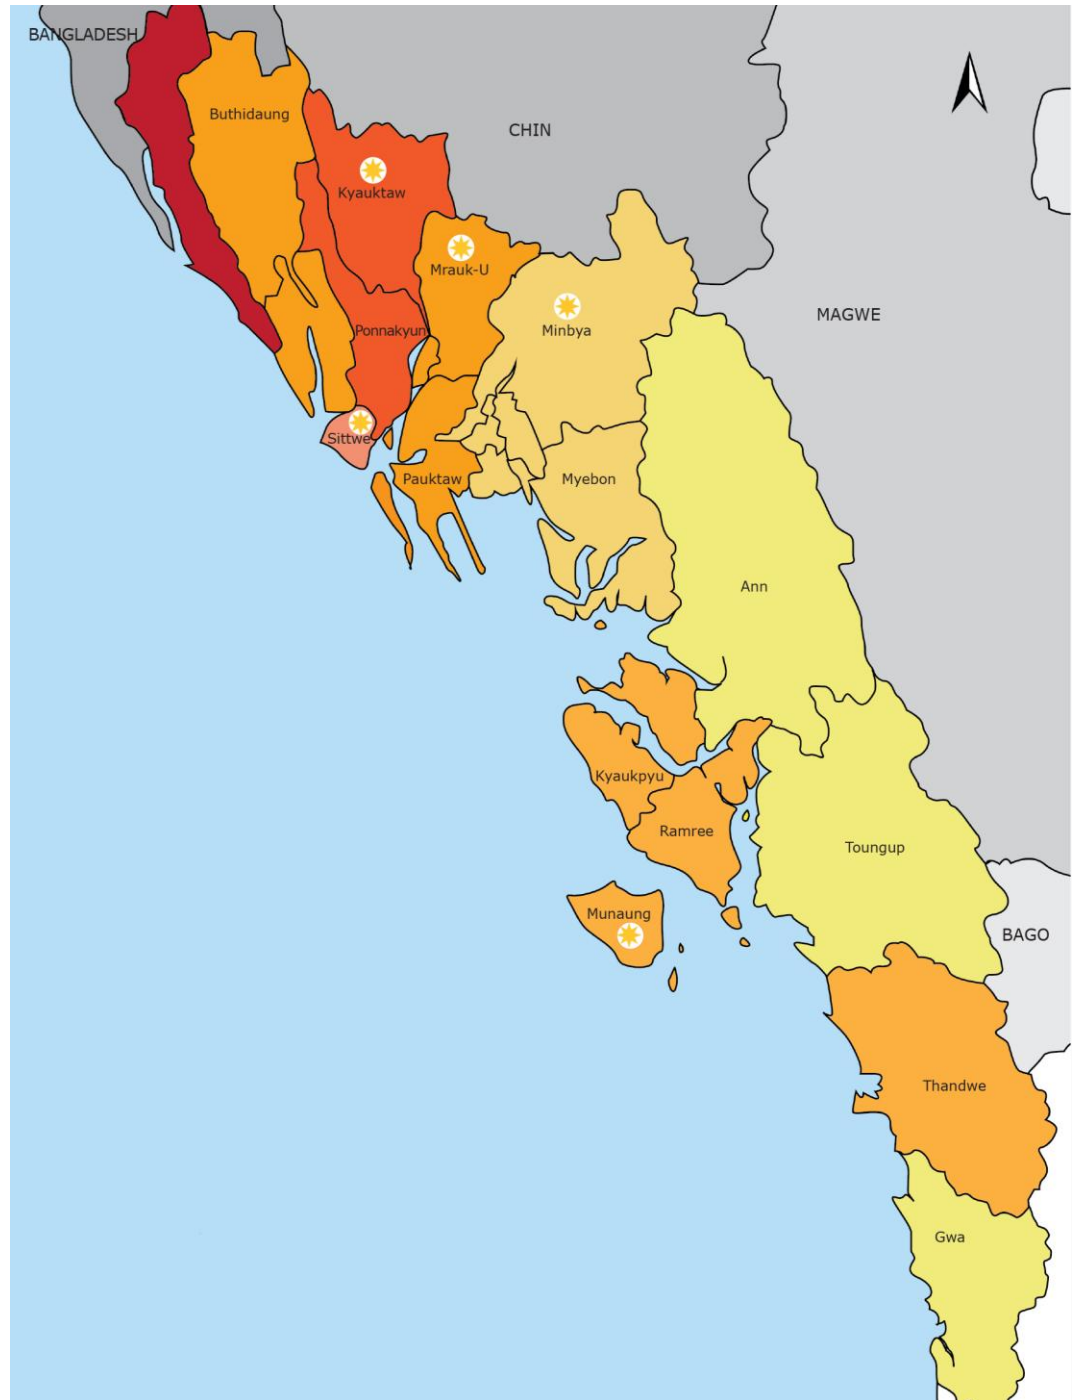 BANGLADESH
Buthidaung
CHIN
Kyauktaw
Mrauk-U
MAGWE
Ponnakyun
Minbya
Sittwe
Pauktaw
Myebon
Ann
Kyaukpyu
Ramree
Toungup
Munaung
BAGO
Thandwe
Gwa